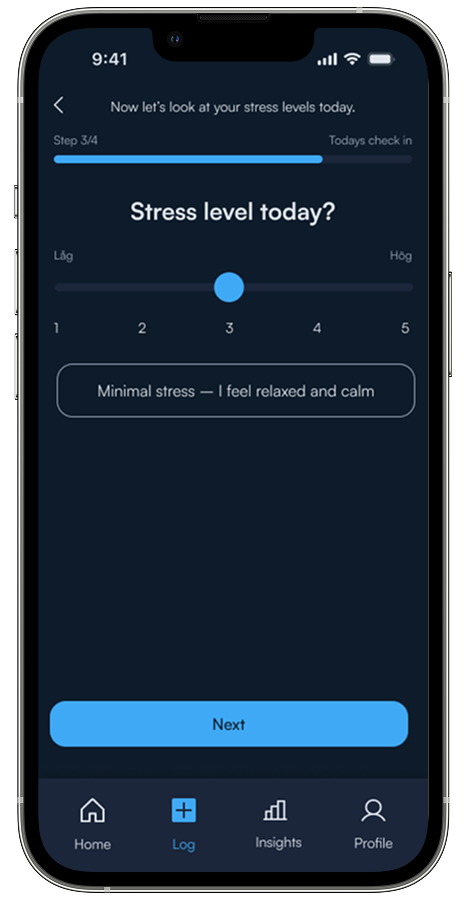 9:41
Now let's look at your stress levels today.
Step 3/4 Todays check in
Stress level today?
Låg Hög
1 2 3 4 5
Minimal stress – I feel relaxed and calm
Next
Home Log Insights Profile